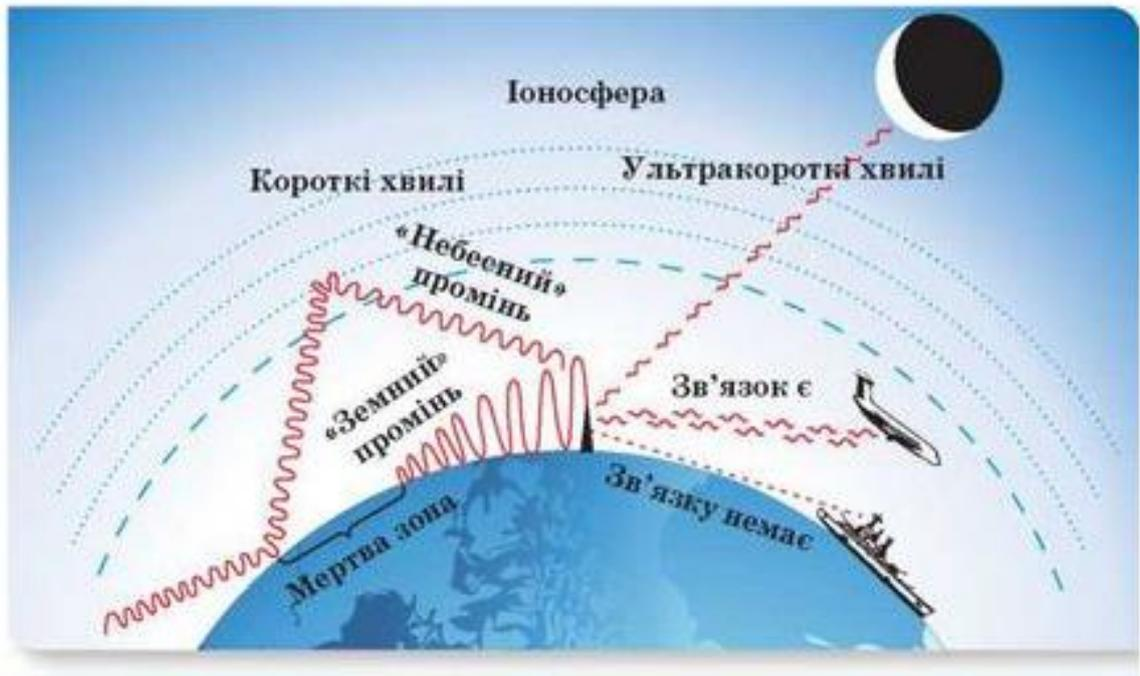 Іоносфера
Короткі хвилі
Ультракороткі хвилі
«Небесний»
промінь
«Земний»
промінь
Зв’язок є
Зв’язку немає
Мертва зона